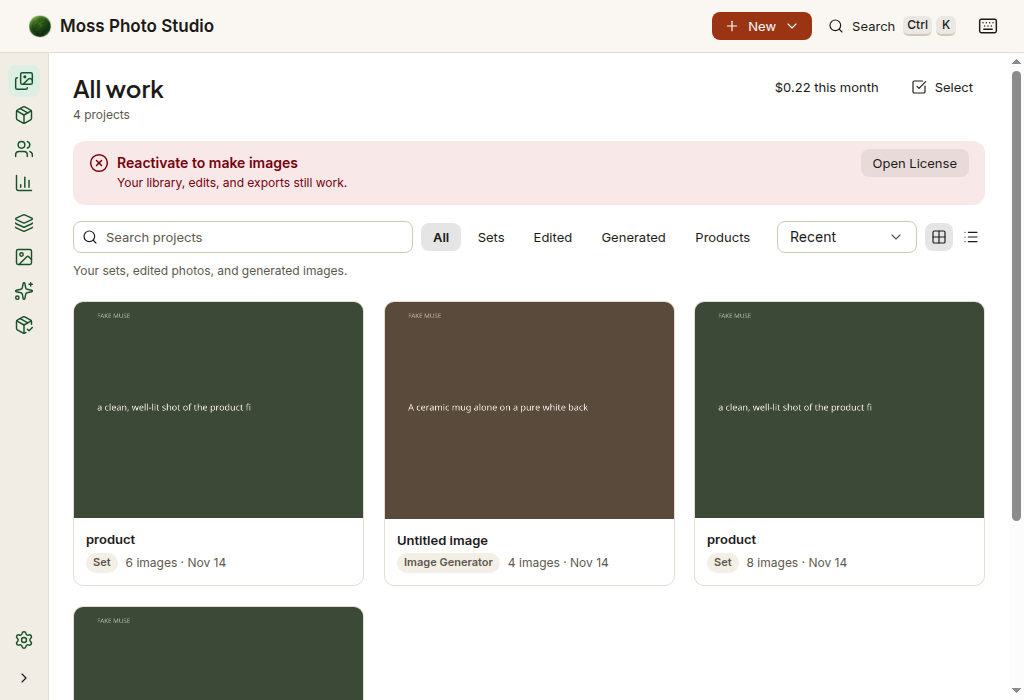 Moss Photo Studio
New
Search Ctrl K
All work
4 projects
$0.22 this month
Select
Reactivate to make images
Your library, edits, and exports still work.
Open License
Search projects
All
Sets
Edited
Generated
Products
Recent
Your sets, edited photos, and generated images.
FAKE MUSE
a clean, well-lit shot of the product fi
product
Set 6 images · Nov 14
FAKE MUSE
A ceramic mug alone on a pure white back
Untitled image
Image Generator 4 images · Nov 14
FAKE MUSE
a clean, well-lit shot of the product fi
product
Set 8 images · Nov 14
FAKE MUSE